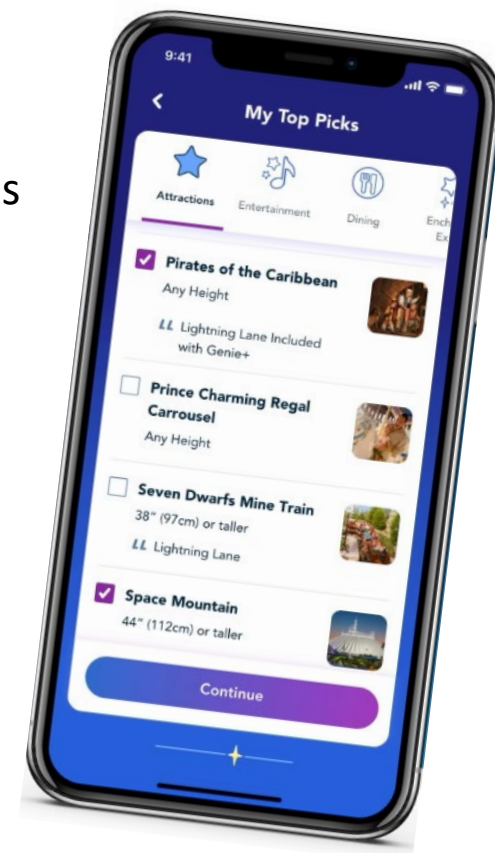 s
9:41
My Top Picks
Attractions
Entertainment
Dining
Ench
Ex
Pirates of the Caribbean
Any Height
LL Lightning Lane Included
with Genie+
Prince Charming Regal
Carrousel
Any Height
Seven Dwarfs Mine Train
38" (97cm) or taller
LL Lightning Lane
Space Mountain
44" (112cm) or taller
Continue